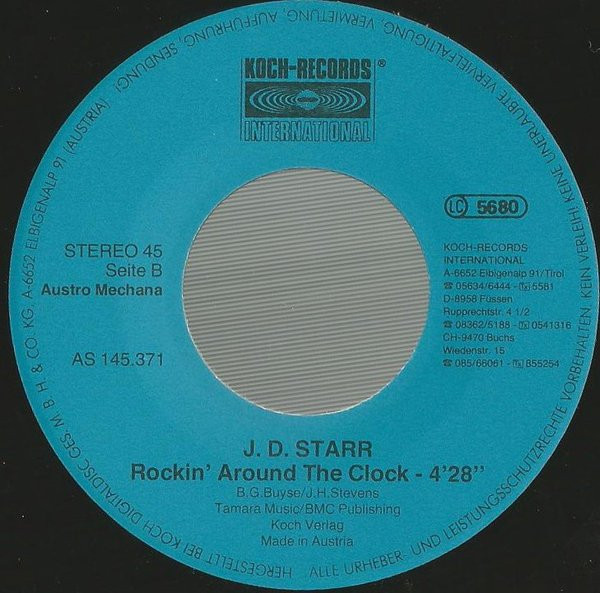 KOCH-RECORDS®
INTERNATIONAL
LC 5680
STEREO 45
Seite B
Austro Mechana
AS 145.371
KOCH-RECORDS
INTERNATIONAL
A-6652 Elbigenalp 91/Tirol
☎ 05634/6444 - 5581
D-8958 Füssen
Rupprechtstr. 4 1/2
☎ 08362/5188 - 0541316
CH-9470 Buchs
Wiedenstr. 15
☎ 085/66061 - 855254
J. D. STARR
Rockin' Around The Clock - 4'28"
B.G.Buyse/J.H.Stevens
Tamara Music/BMC Publishing
Koch Verlag
Made in Austria
HERGESTELLT BEI KOCH DIGITALDISC GES. M. B. H. & CO. KG. A-6652 ELBIGENALP 91 (AUSTRIA)
ALLE URHEBER- UND LEISTUNGSSCHUTZRECHTE VORBEHALTEN. KEIN VERLEIH! KEINE UNERLAUBTE VERVIELFÄLTIGUNG, VERMIETUNG, AUFFÜHRUNG, SENDUNG!